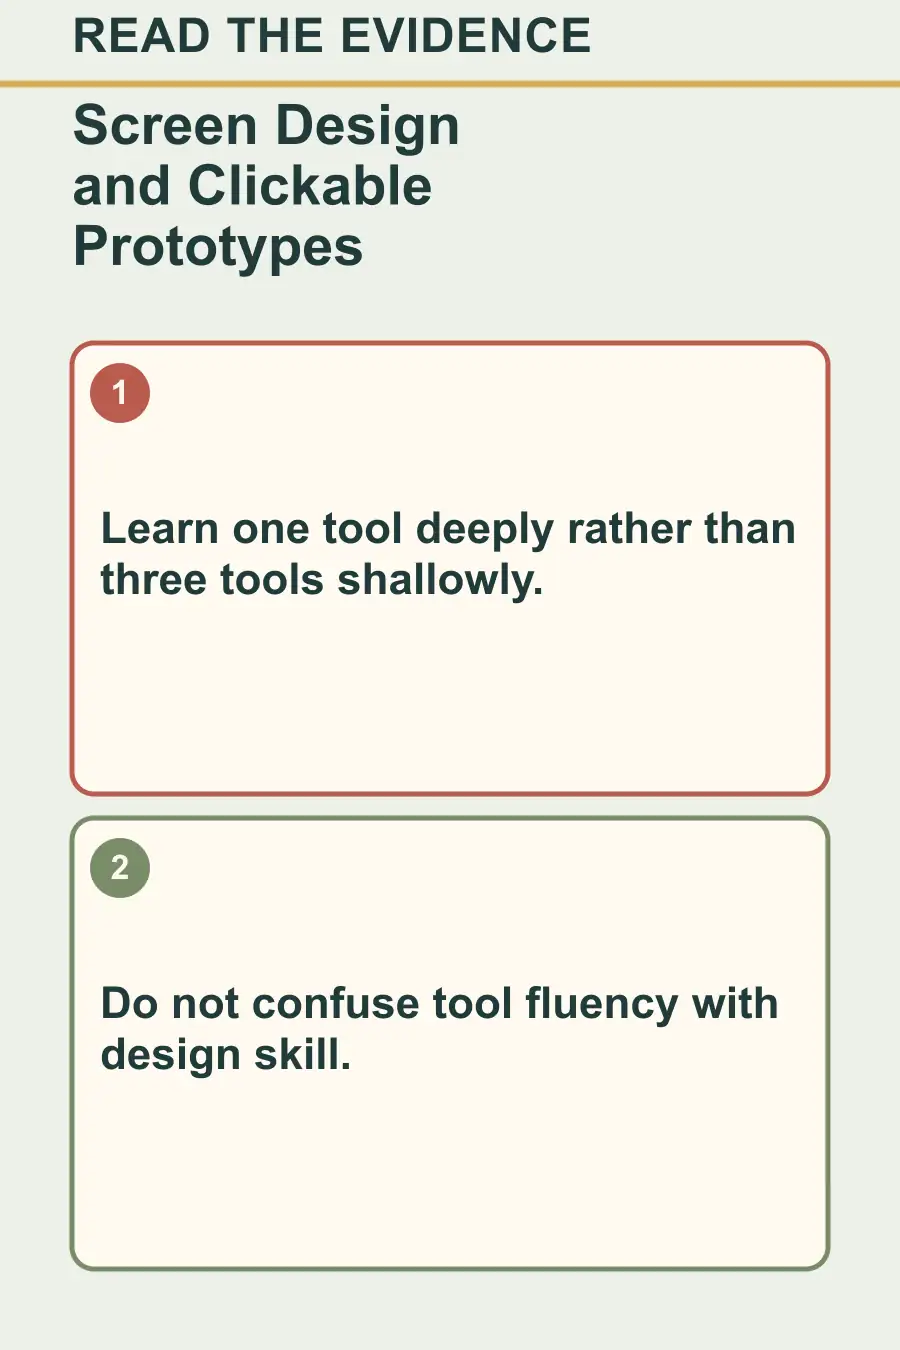 READ THE EVIDENCE
Screen Design
and Clickable
Prototypes
1
Learn one tool deeply rather than
three tools shallowly.
2
Do not confuse tool fluency with
design skill.